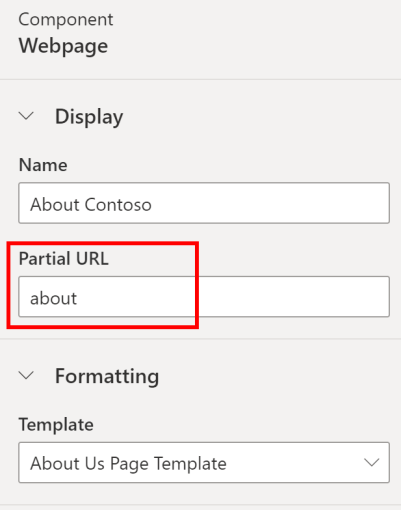 Component
Webpage
Display
Name
About Contoso
Partial URL
about
Formatting
Template
About Us Page Template